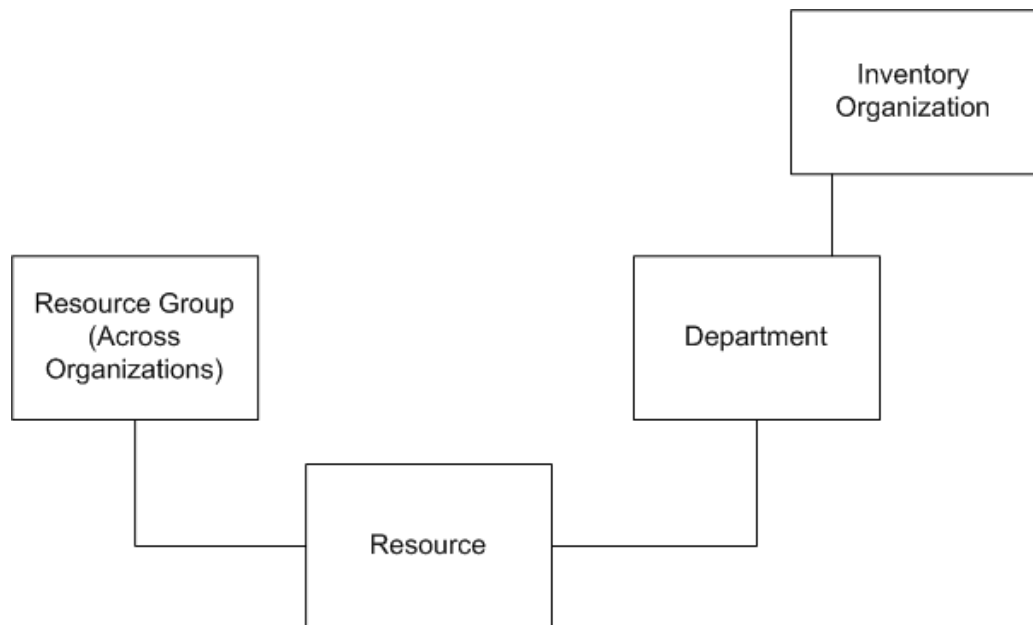 Inventory
Organization
Resource Group
(Across
Organizations)
Department
Resource